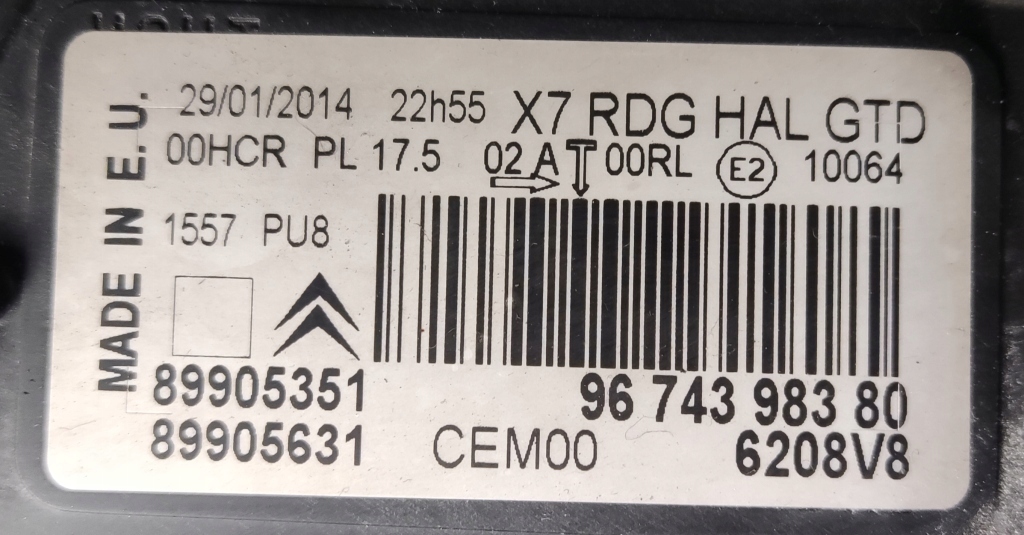 29/01/2014 22h55 X7 RDG HAL GTD
00HCR PL 17.5 02 A T 00RL E2 10064
MADE IN E.U.
1557 PU8
89905351 96 743 983 80
89905631 CEM00 6208V8